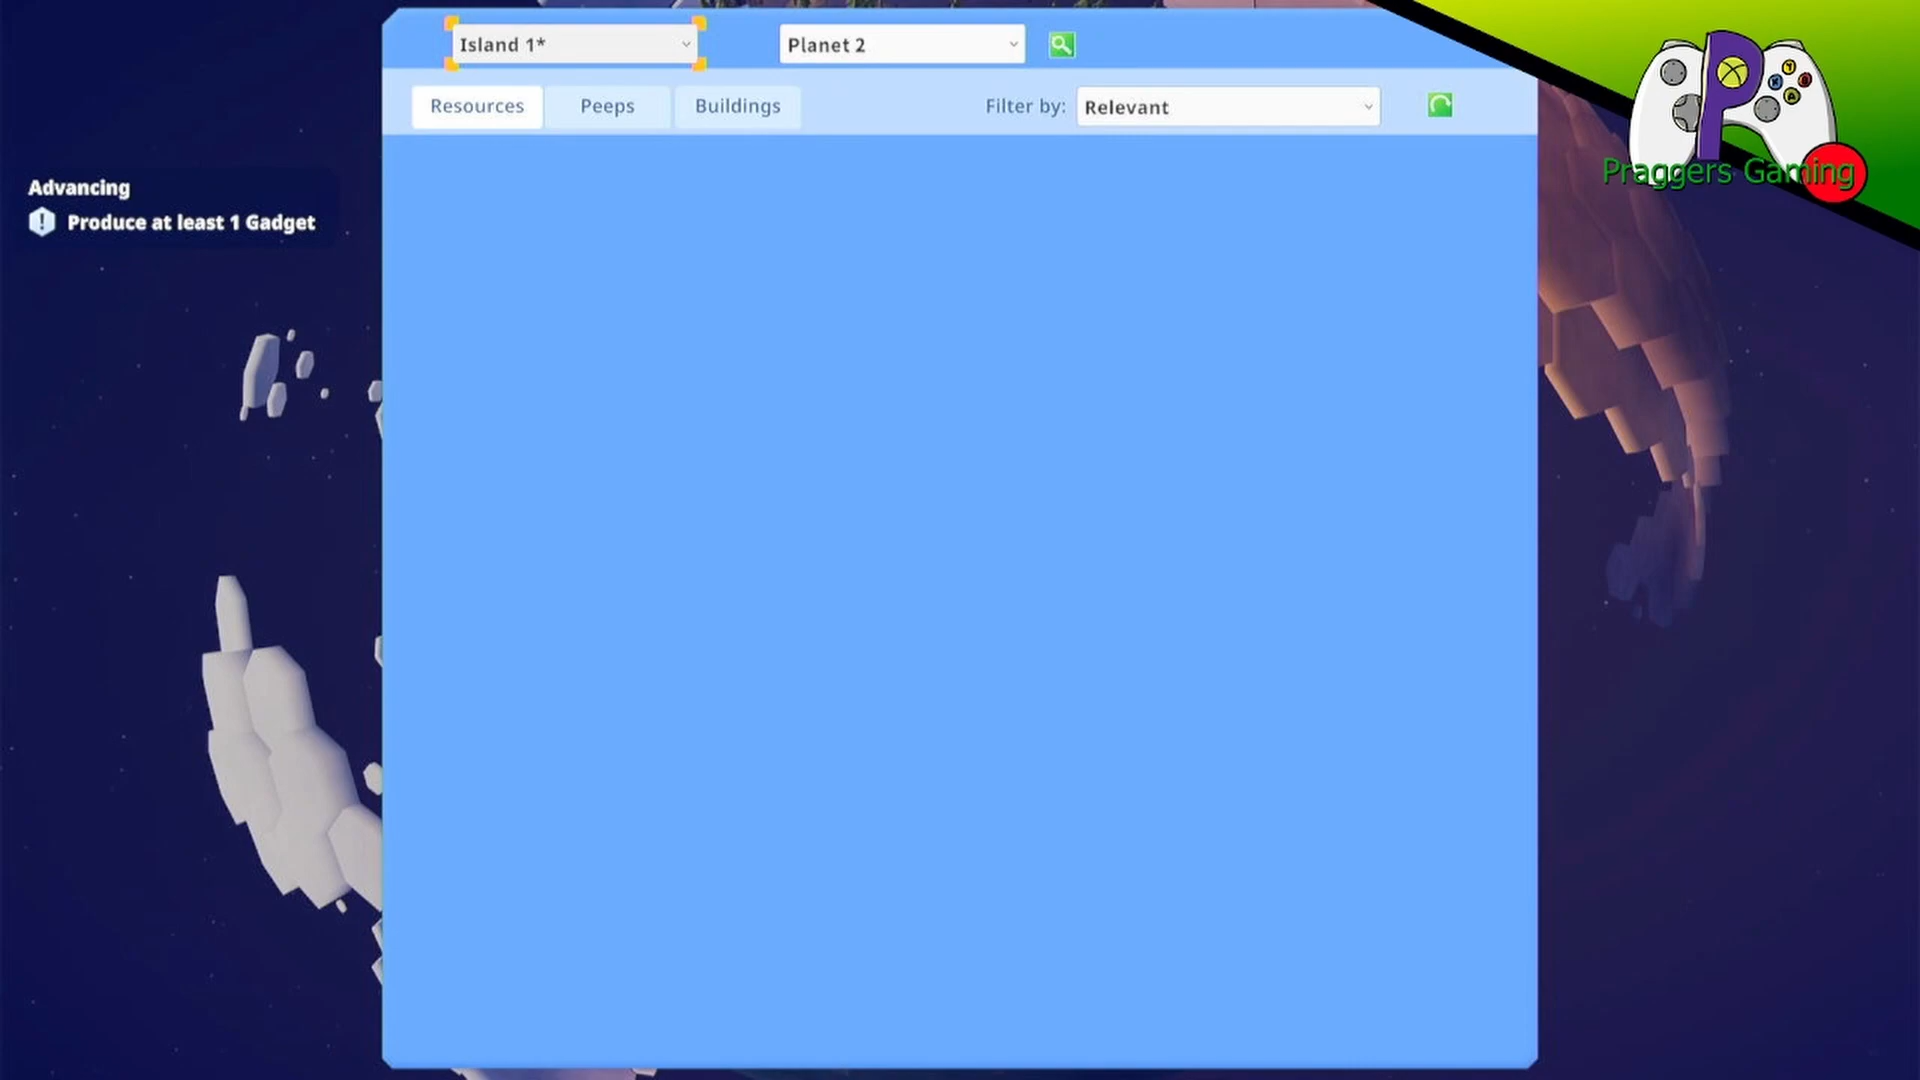 Island 1*
Planet 2
Resources
Peeps
Buildings
Filter by:
Relevant
Advancing
Produce at least 1 Gadget
P
Y
X
B
A
Praggers Gaming